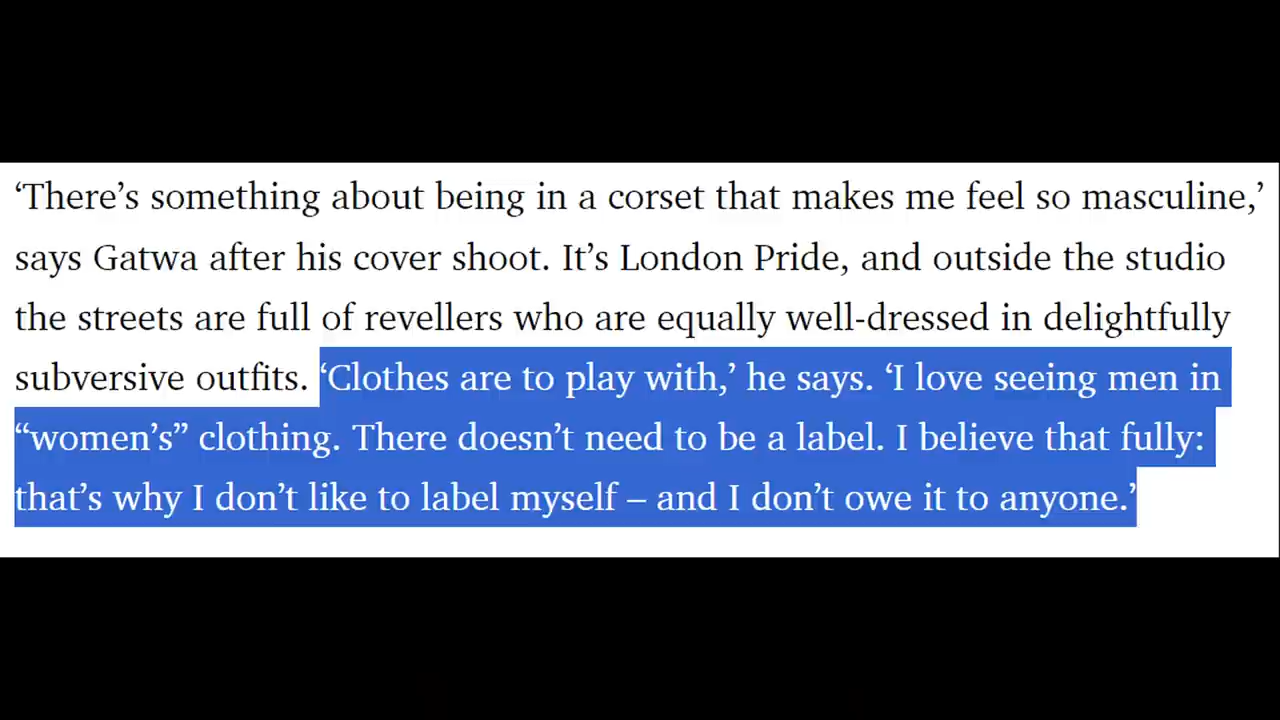 ‘There’s something about being in a corset that makes me feel so masculine,’
says Gatwa after his cover shoot. It’s London Pride, and outside the studio
the streets are full of revellers who are equally well-dressed in delightfully
subversive outfits. ‘Clothes are to play with,’ he says. ‘I love seeing men in
“women’s” clothing. There doesn’t need to be a label. I believe that fully:
that’s why I don’t like to label myself – and I don’t owe it to anyone.’